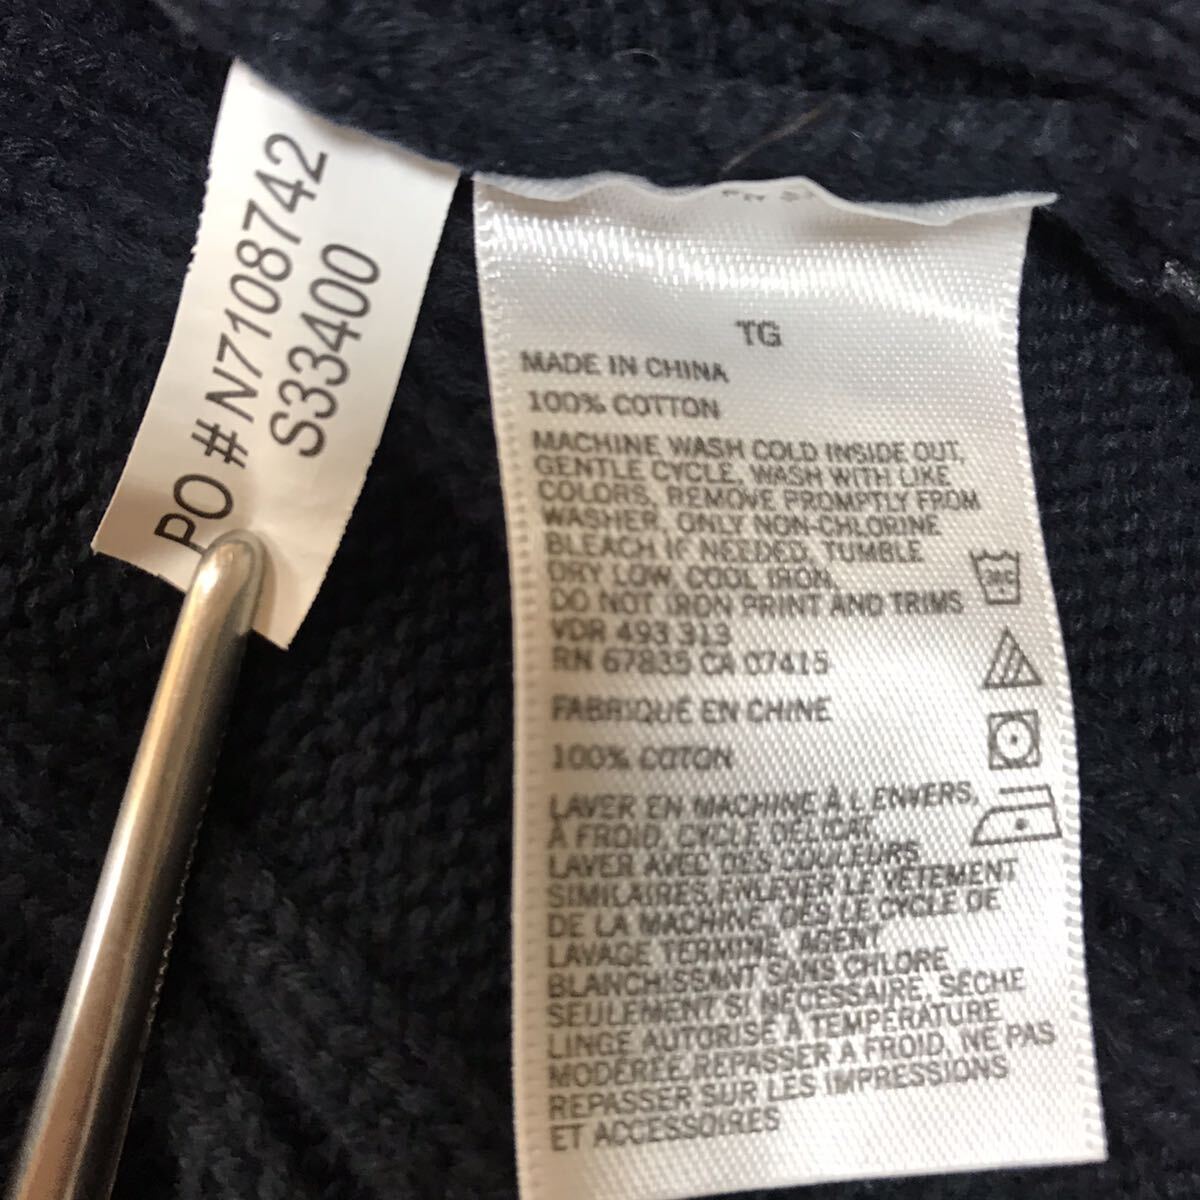 PO # N7108742
S33400
TG
MADE IN CHINA
100% COTTON
MACHINE WASH COLD INSIDE OUT,
GENTLE CYCLE, WASH WITH LIKE
COLORS, REMOVE PROMPTLY FROM
WASHER, ONLY NON-CHLORINE
BLEACH IF NEEDED, TUMBLE
DRY LOW, COOL IRON,
DO NOT IRON PRINT AND TRIMS
VDR 493 313
RN 67835 CA 07415
30C
FABRIQUÉ EN CHINE
100% COTON
LAVER EN MACHINE À L ENVERS,
À FROID, CYCLE DÉLICAT,
LAVER AVEC DES COULEURS
SIMILAIRES, ENLEVER LE VÊTEMENT
DE LA MACHINE, DÈS LE CYCLE DE
LAVAGE TERMINÉ, AGENT
BLANCHISSANT SANS CHLORE
SEULEMENT SI NÉCESSAIRE, SÈCHE
LINGE AUTORISÉ À TEMPÉRATURE
MODÉRÉE, REPASSER A FROID, NE PAS
REPASSER SUR LES IMPRESSIONS
ET ACCESSOIRES